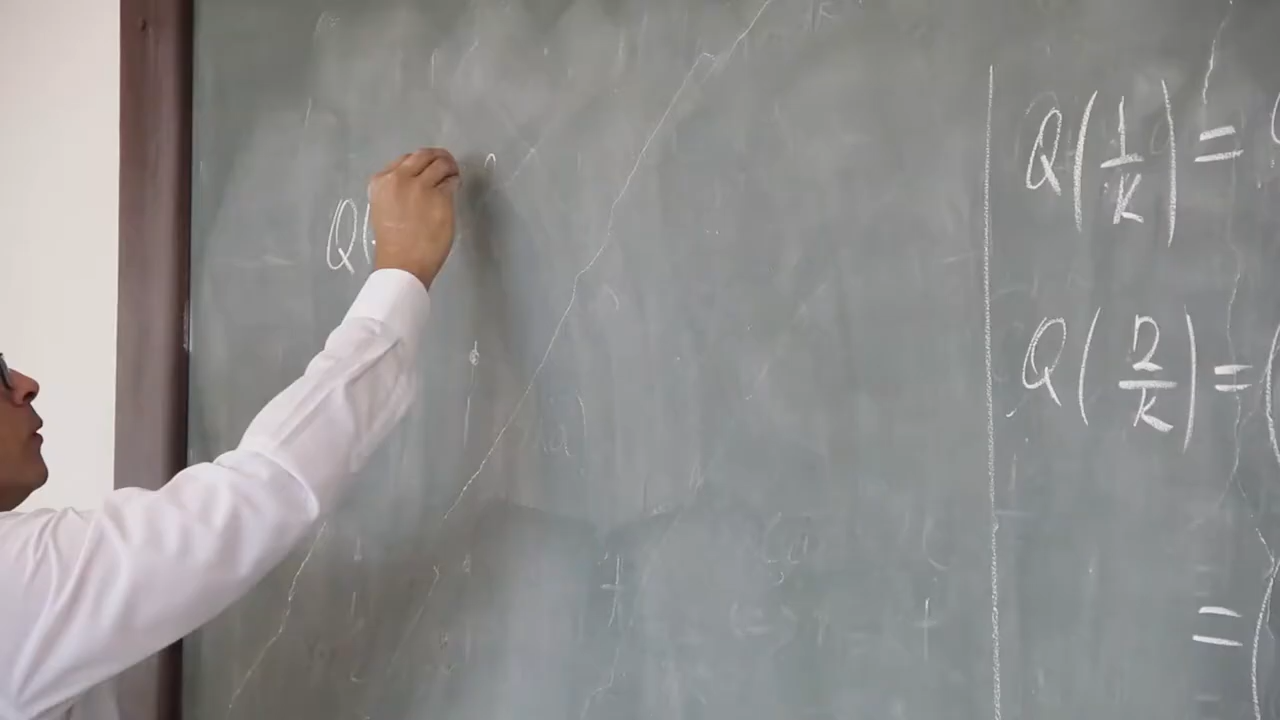 Q(
Q(1/K) =
Q(2/K) =
=